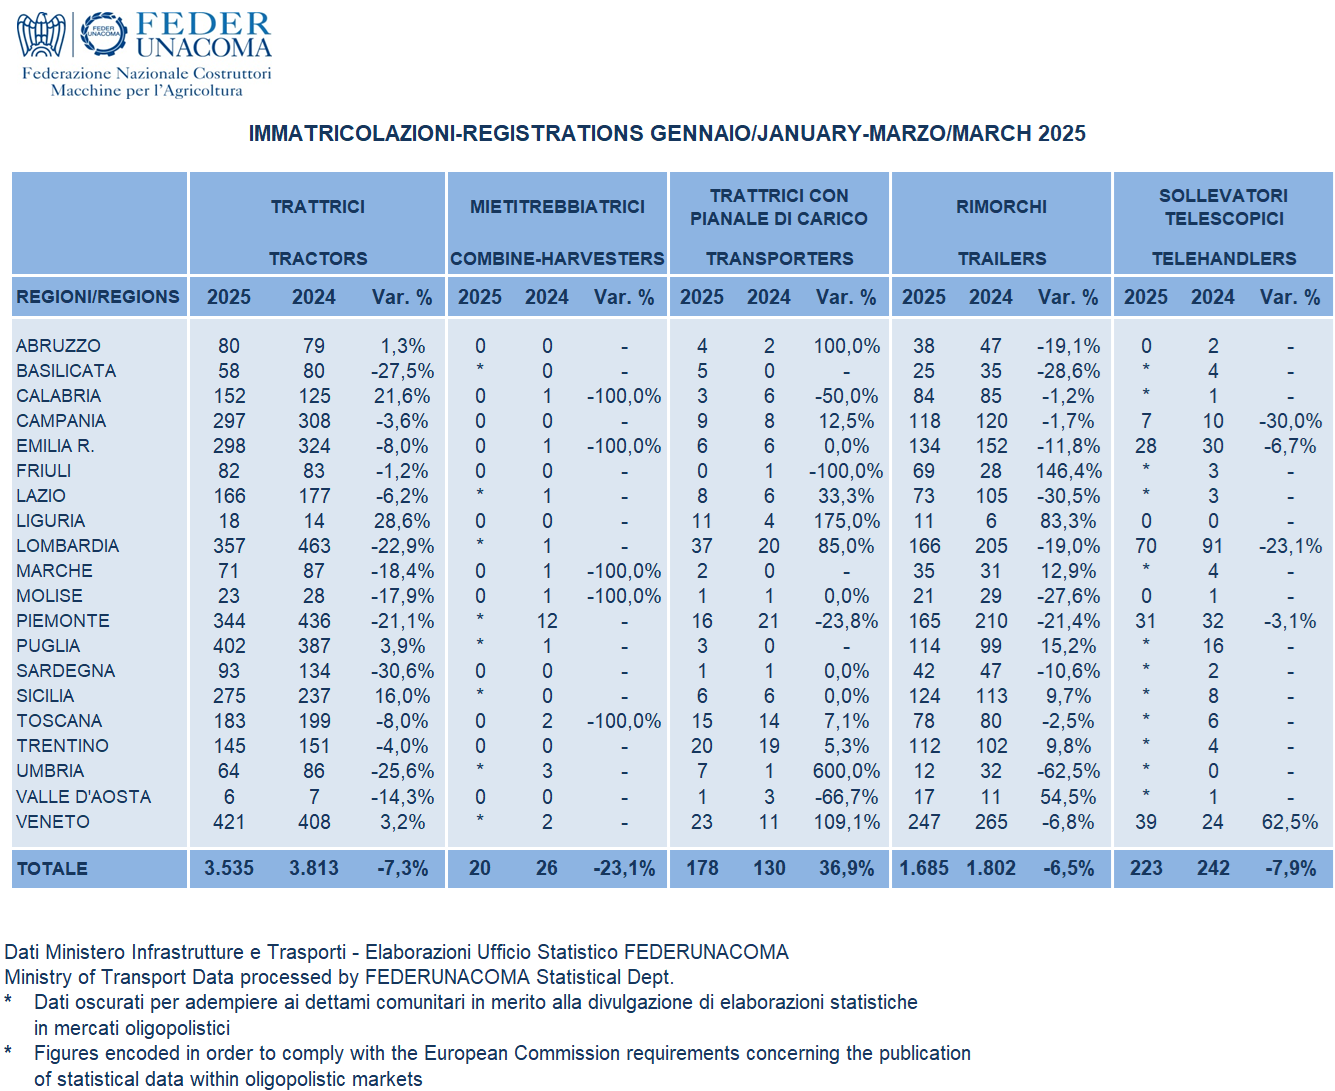 FEDER
UNACOMA
FEDER
UNACOMA
Federazione Nazionale Costruttori
Macchine per l'Agricoltura
IMMATRICOLAZIONI-REGISTRATIONS GENNAIO/JANUARY-MARZO/MARCH 2025
TRATTRICI MIETITREBBIATRICI TRATTRICI CON PIANALE DI CARICO RIMORCHI SOLLEVATORI TELESCOPICI
TRACTORS COMBINE-HARVESTERS TRANSPORTERS TRAILERS TELEHANDLERS
REGIONI/REGIONS 2025 2024 Var. % 2025 2024 Var. % 2025 2024 Var. % 2025 2024 Var. % 2025 2024 Var. %
ABRUZZO 80 79 1,3% 0 0 - 4 2 100,0% 38 47 -19,1% 0 2 -
BASILICATA 58 80 -27,5% * 0 - 5 0 - 25 35 -28,6% * 4 -
CALABRIA 152 125 21,6% 0 1 -100,0% 3 6 -50,0% 84 85 -1,2% * 1 -
CAMPANIA 297 308 -3,6% 0 0 - 9 8 12,5% 118 120 -1,7% 7 10 -30,0%
EMILIA R. 298 324 -8,0% 0 1 -100,0% 6 6 0,0% 134 152 -11,8% 28 30 -6,7%
FRIULI 82 83 -1,2% 0 0 - 0 1 -100,0% 69 28 146,4% * 3 -
LAZIO 166 177 -6,2% * 1 - 8 6 33,3% 73 105 -30,5% * 3 -
LIGURIA 18 14 28,6% 0 0 - 11 4 175,0% 11 6 83,3% 0 0 -
LOMBARDIA 357 463 -22,9% * 1 - 37 20 85,0% 166 205 -19,0% 70 91 -23,1%
MARCHE 71 87 -18,4% 0 1 -100,0% 2 0 - 35 31 12,9% * 4 -
MOLISE 23 28 -17,9% 0 1 -100,0% 1 1 0,0% 21 29 -27,6% 0 1 -
PIEMONTE 344 436 -21,1% * 12 - 16 21 -23,8% 165 210 -21,4% 31 32 -3,1%
PUGLIA 402 387 3,9% * 1 - 3 0 - 114 99 15,2% * 16 -
SARDEGNA 93 134 -30,6% 0 0 - 1 1 0,0% 42 47 -10,6% * 2 -
SICILIA 275 237 16,0% * 0 - 6 6 0,0% 124 113 9,7% * 8 -
TOSCANA 183 199 -8,0% 0 2 -100,0% 15 14 7,1% 78 80 -2,5% * 6 -
TRENTINO 145 151 -4,0% 0 0 - 20 19 5,3% 112 102 9,8% * 4 -
UMBRIA 64 86 -25,6% * 3 - 7 1 600,0% 12 32 -62,5% * 0 -
VALLE D'AOSTA 6 7 -14,3% 0 0 - 1 3 -66,7% 17 11 54,5% * 1 -
VENETO 421 408 3,2% * 2 - 23 11 109,1% 247 265 -6,8% 39 24 62,5%
TOTALE 3.535 3.813 -7,3% 20 26 -23,1% 178 130 36,9% 1.685 1.802 -6,5% 223 242 -7,9%
Dati Ministero Infrastrutture e Trasporti - Elaborazioni Ufficio Statistico FEDERUNACOMA
Ministry of Transport Data processed by FEDERUNACOMA Statistical Dept.
* Dati oscurati per adempiere ai dettami comunitari in merito alla divulgazione di elaborazioni statistiche
in mercati oligopolistici
* Figures encoded in order to comply with the European Commission requirements concerning the publication
of statistical data within oligopolistic markets